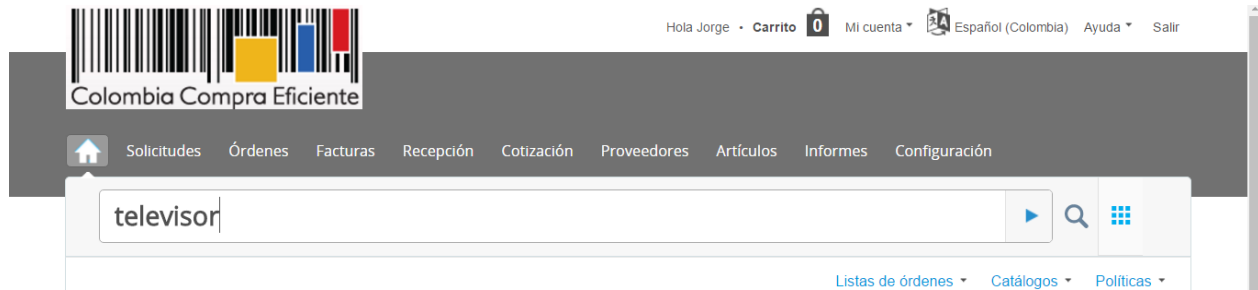 Hola Jorge • Carrito 0 Mi cuenta Español (Colombia) Ayuda Salir
Colombia Compra Eficiente
Solicitudes Órdenes Facturas Recepción Cotización Proveedores Artículos Informes Configuración
televisor
Listas de órdenes Catálogos Políticas